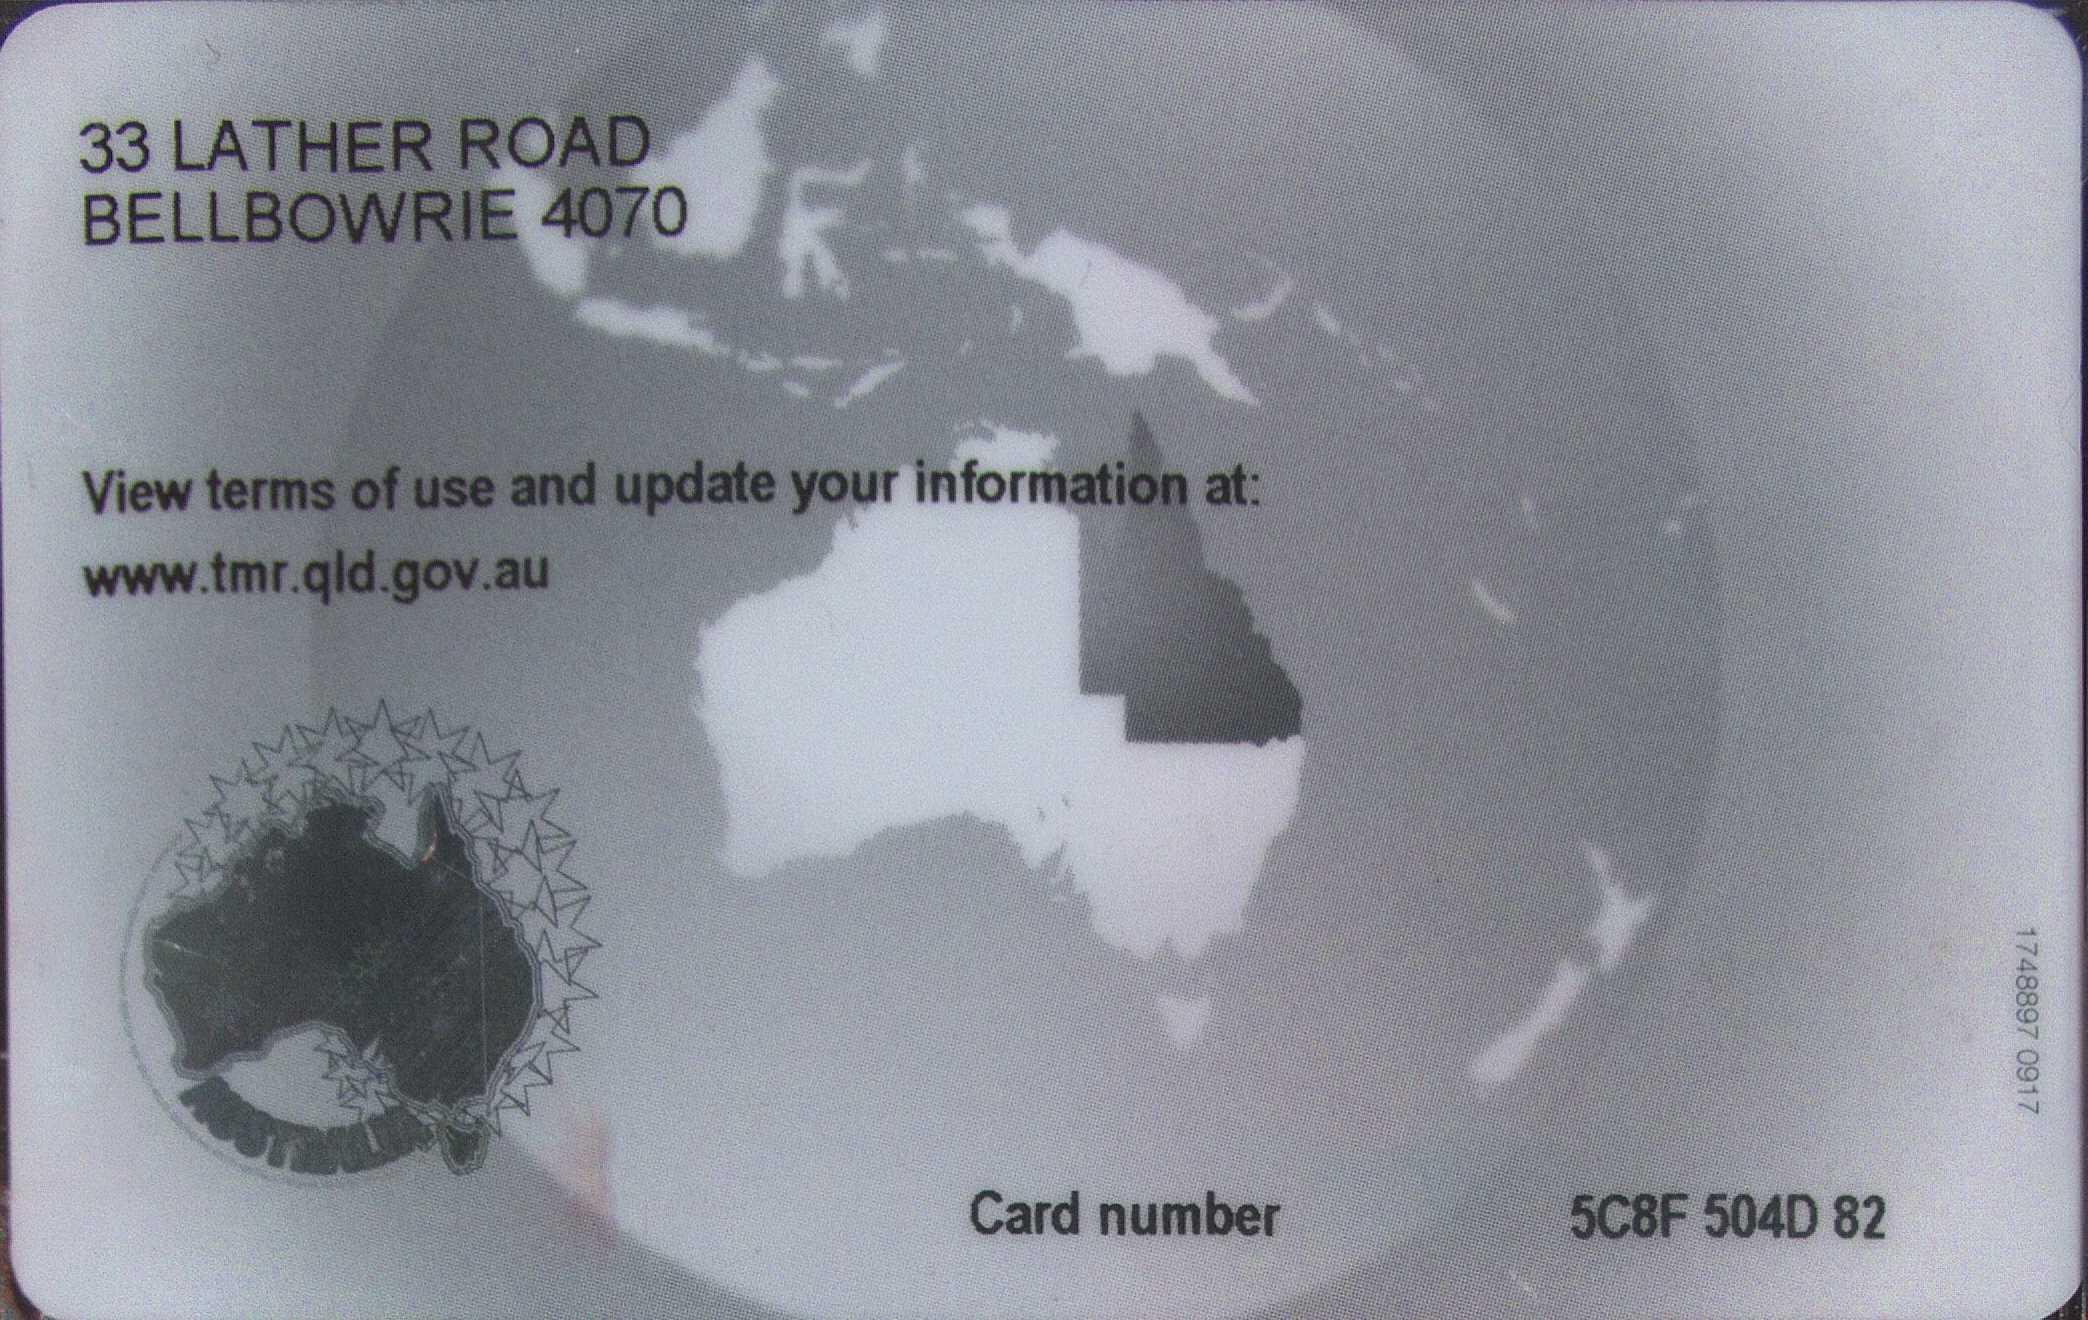 33 LATHER ROAD
BELLBOWRIE 4070
View terms of use and update your information at:
www.tmr.qld.gov.au
17488897 0917
Card number 5C8F 504D 82